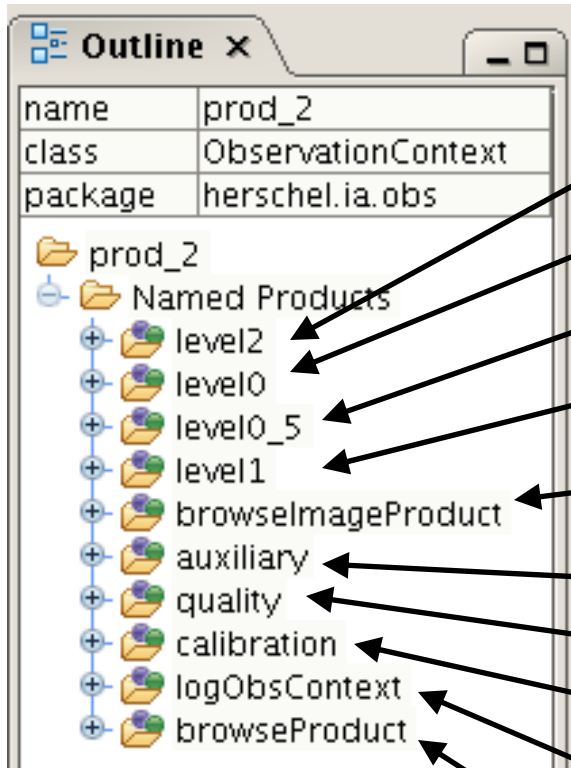 Outline
name prod_2
class ObservationContext
package herschel.ia.obs
prod_2
Named Products
level2
level0
level0_5
level1
browseImageProduct
auxiliary
quality
calibration
logObsContext
browseProduct